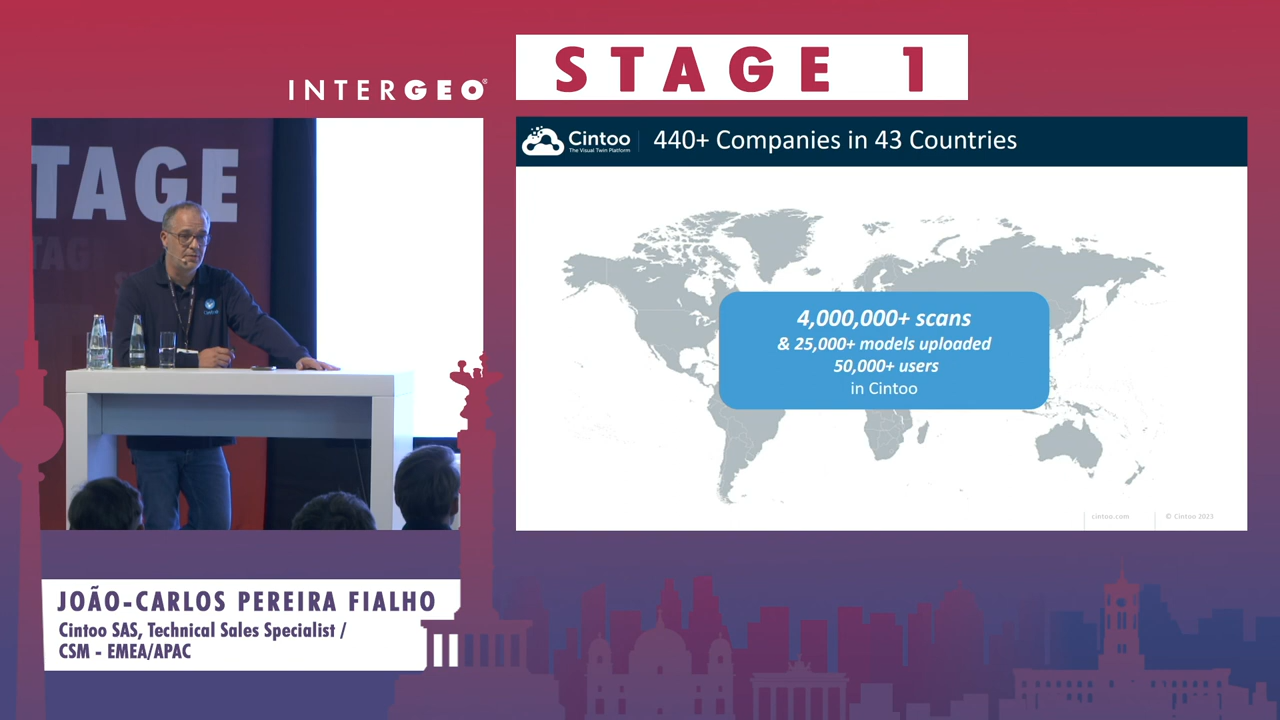 INTERGEO®
STAGE 1
TAGE
TAG
Cintoo
The Visual Twin Platform
440+ Companies in 43 Countries
4,000,000+ scans
& 25,000+ models uploaded
50,000+ users
in Cintoo
cintoo.com
© Cintoo 2023
JOÃO-CARLOS PEREIRA FIALHO
Cintoo SAS, Technical Sales Specialist /
CSM - EMEA/APAC